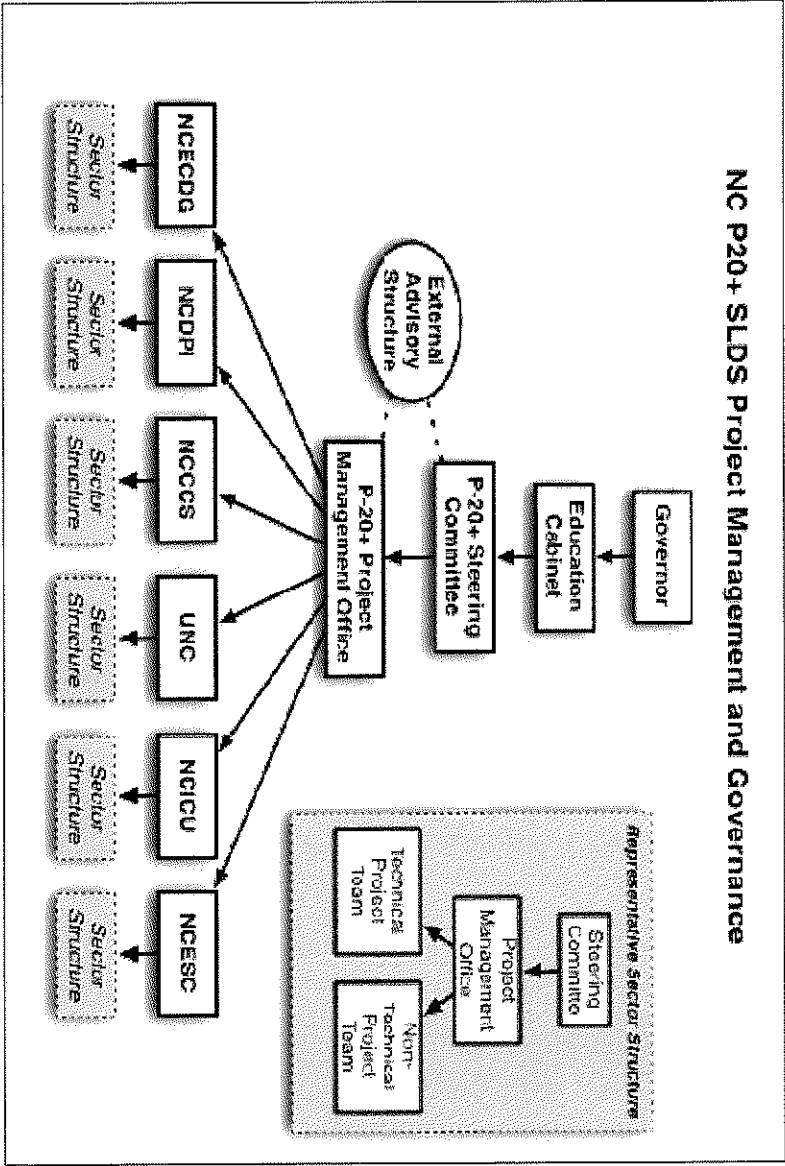 NC P20+ SLDS Project Management and Governance
Governor
Education
Cabinet
P-20+ Steering
Committee
External
Advisory
Structure
P-20+ Project
Management Office
NCECDG
NCDPI
NCCCS
UNC
NCICU
NCESC
Sector
Structure
Sector
Structure
Sector
Structure
Sector
Structure
Sector
Structure
Sector
Structure
Representative Sector Structure
Steering
Committe
Project
Management
Office
Technical
Project
Team
Non-
Technical
Project
Team